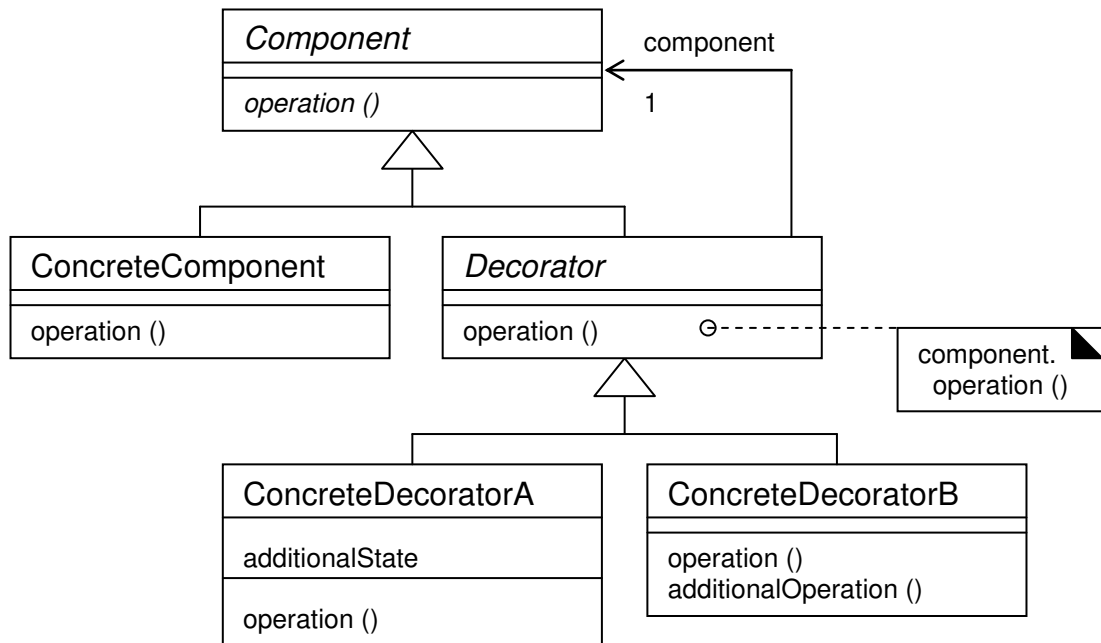 Component
component
operation ()
1
ConcreteComponent
Decorator
operation ()
operation ()
component.
operation ()
ConcreteDecoratorA
ConcreteDecoratorB
additionalState
operation ()
additionalOperation ()
operation ()